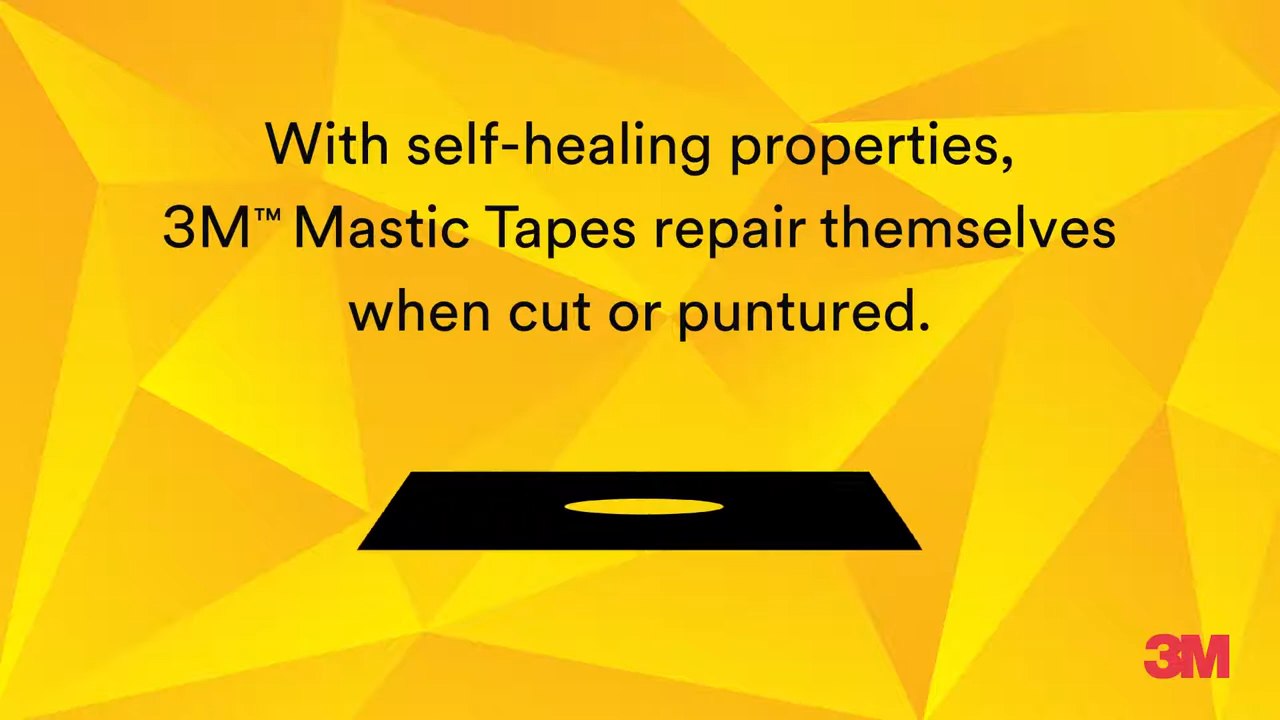 With self-healing properties,
3M™ Mastic Tapes repair themselves
when cut or puntured.
3M